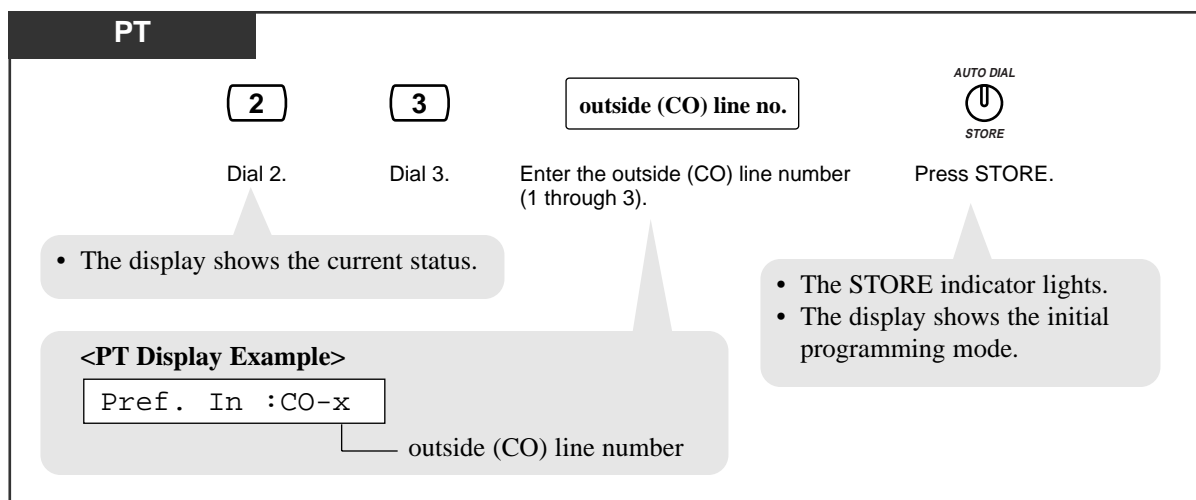 PT
2
3
outside (CO) line no.
AUTO DIAL
STORE
Dial 2.
Dial 3.
Enter the outside (CO) line number
(1 through 3).
Press STORE.
• The display shows the current status.
• The STORE indicator lights.
• The display shows the initial
programming mode.
<PT Display Example>
Pref. In :CO-x
outside (CO) line number